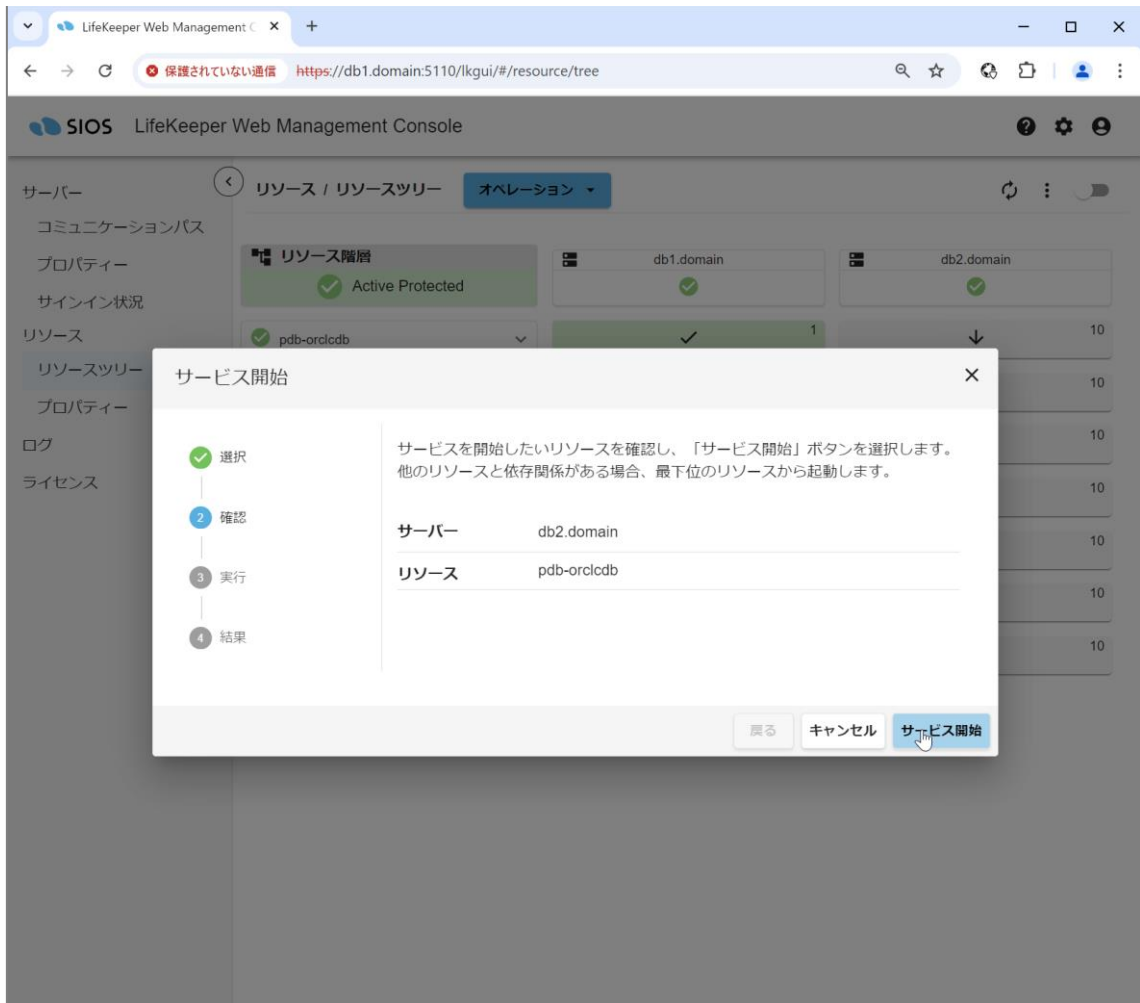 LifeKeeper Web Management C
保護されていない通信 https://db1.domain:5110/lkgui/#/resource/tree
SIOS LifeKeeper Web Management Console
サーバー
コミュニケーションパス
プロパティー
サインイン状況
リソース
リソースツリー
プロパティー
ログ
ライセンス
リソース / リソースツリー オペレーション
リソース階層
Active Protected
db1.domain
db2.domain
pdb-orclcdb
1
10
10
10
10
10
10
10
サービス開始
選択
2 確認
3 実行
4 結果
サービスを開始したいリソースを確認し、「サービス開始」ボタンを選択します。
他のリソースと依存関係がある場合、最下位のリソースから起動します。
サーバー db2.domain
リソース pdb-orclcdb
戻る キャンセル サービス開始